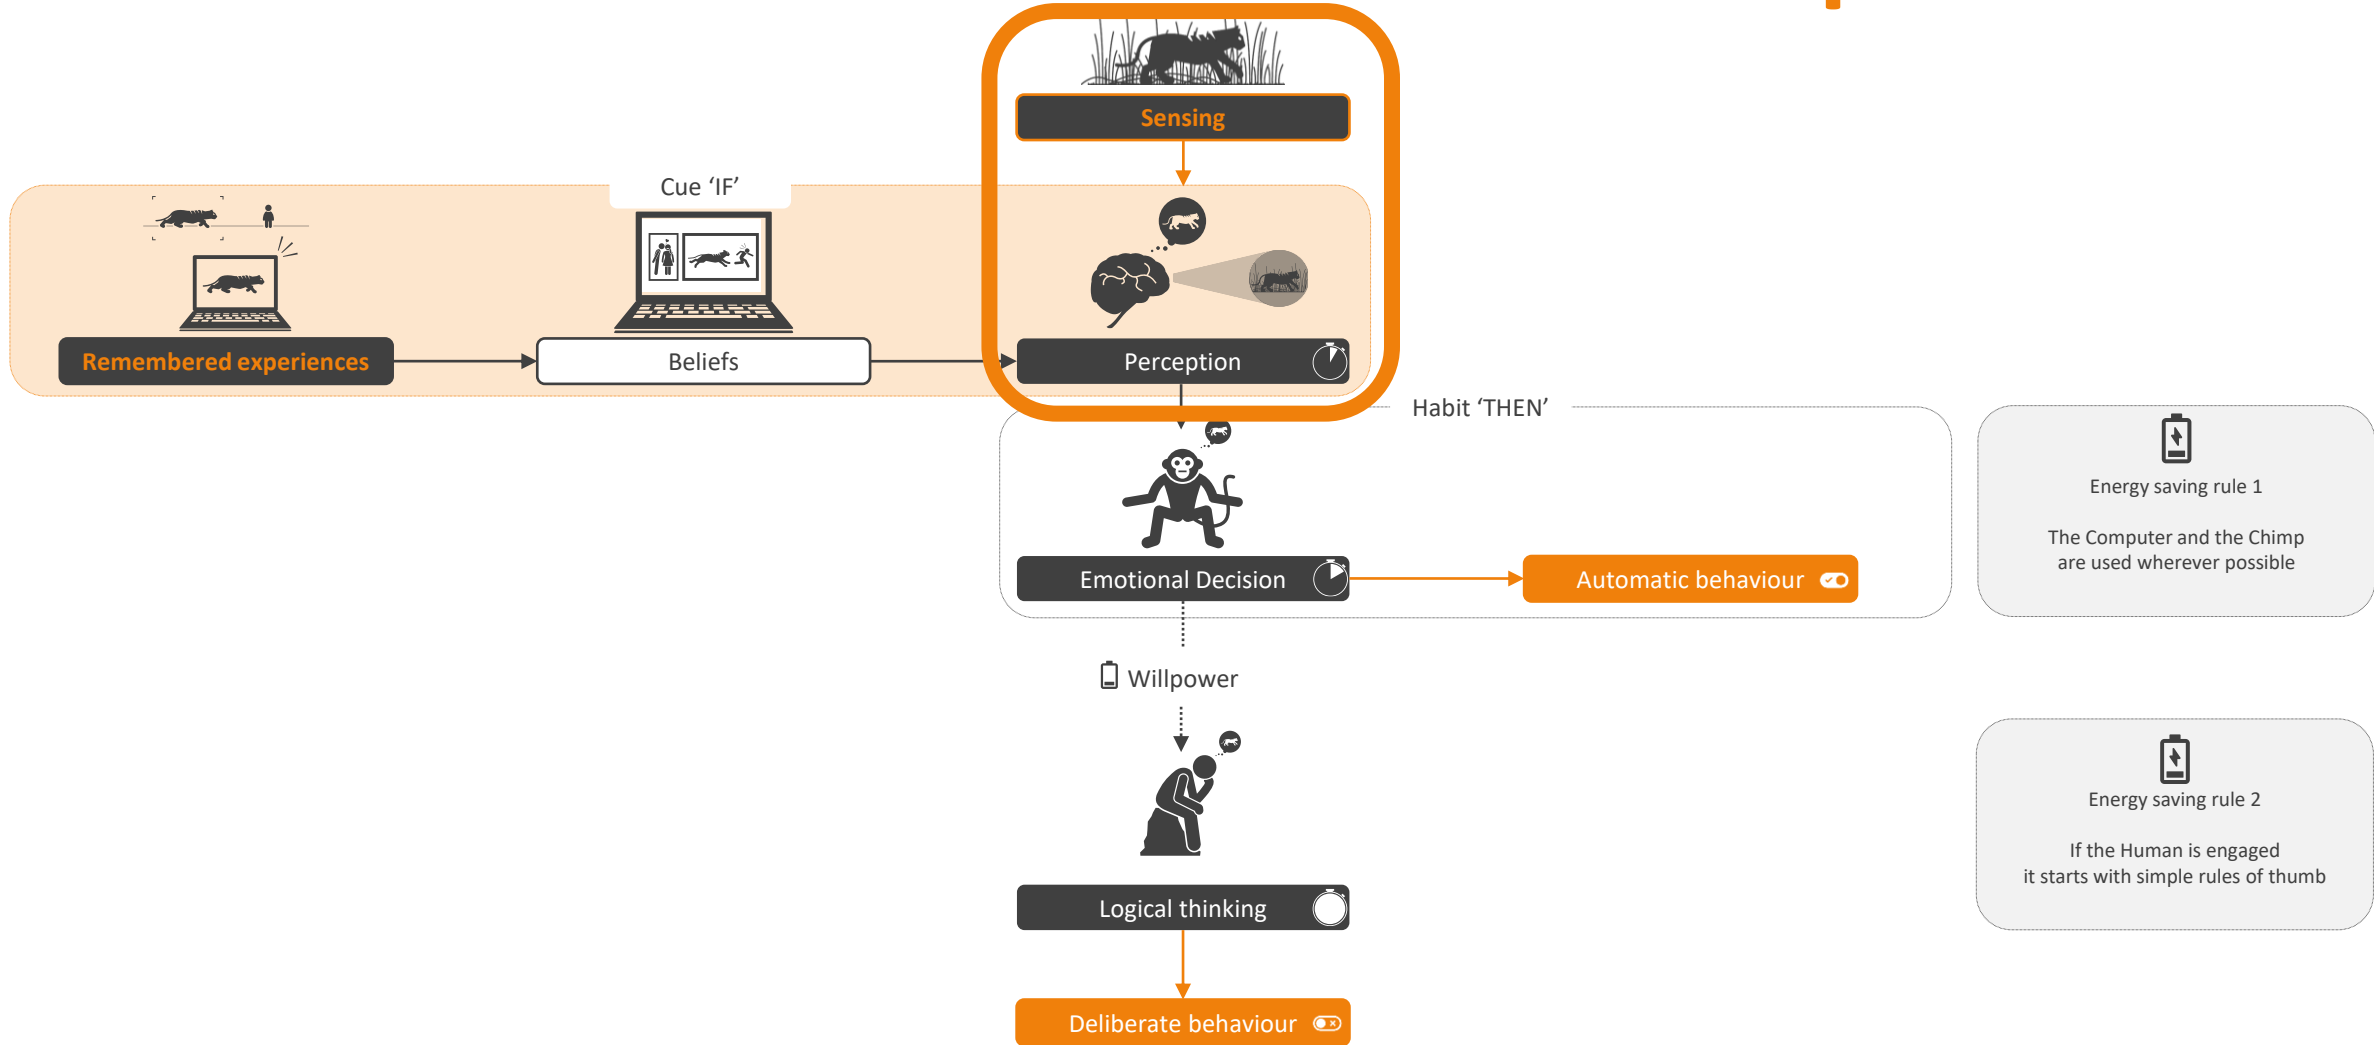 Sensing
Cue ‘IF’
Remembered experiences
Beliefs
Perception
Habit ‘THEN’
Energy saving rule 1
The Computer and the Chimp
are used wherever possible
Emotional Decision
Automatic behaviour
Willpower
Energy saving rule 2
If the Human is engaged
it starts with simple rules of thumb
Logical thinking
Deliberate behaviour